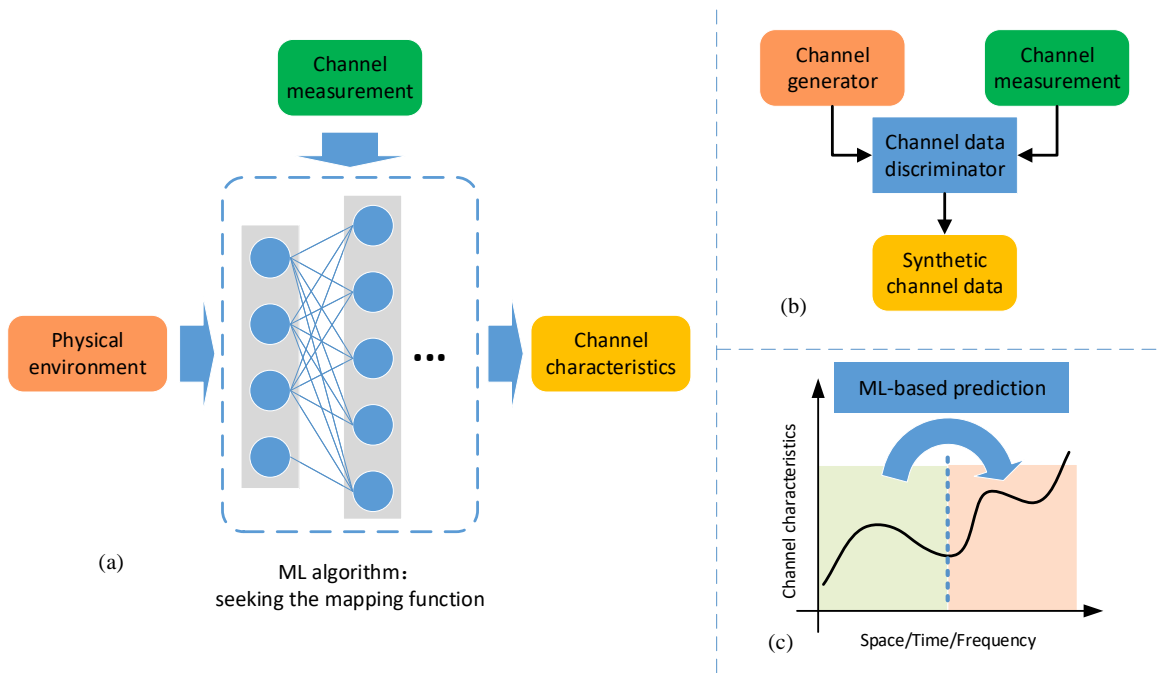 Channel
measurement
Physical
environment
...
Channel
characteristics
(a)
ML algorithm：
seeking the mapping function
Channel
generator
Channel
measurement
Channel data
discriminator
Synthetic
channel data
(b)
ML-based prediction
Channel characteristics
(c)
Space/Time/Frequency